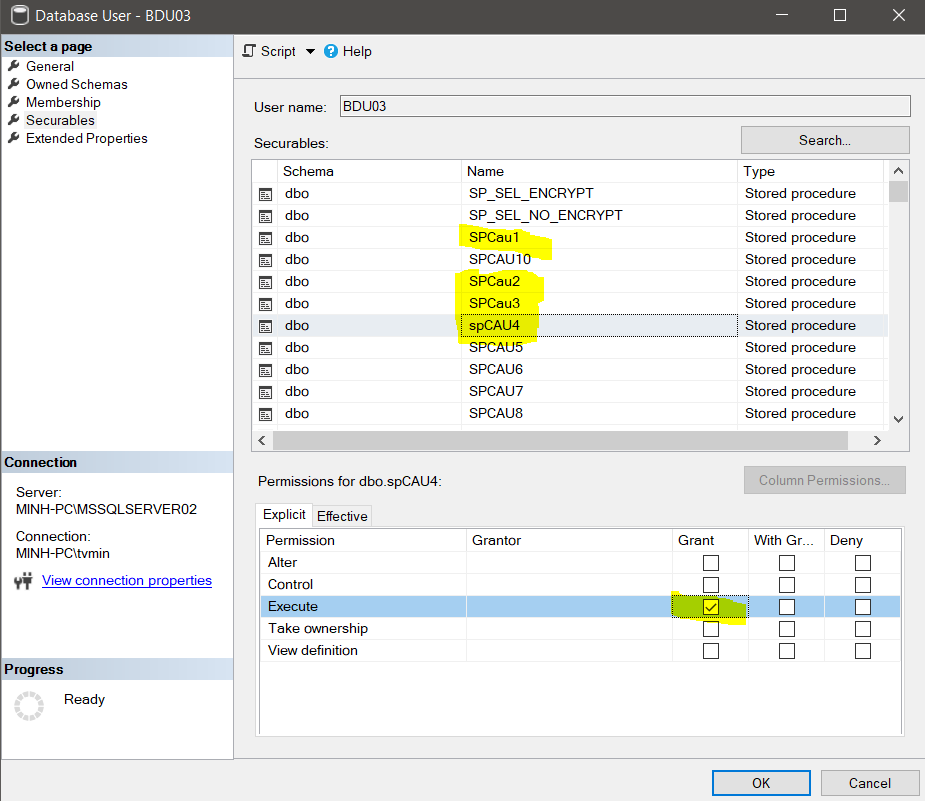 Database User - BDU03
Select a page
General
Owned Schemas
Membership
Securables
Extended Properties
Script Help
User name: BDU03
Securables: Search...
Schema Name Type
dbo SP_SEL_ENCRYPT Stored procedure
dbo SP_SEL_NO_ENCRYPT Stored procedure
dbo SPCau1 Stored procedure
dbo SPCAU10 Stored procedure
dbo SPCau2 Stored procedure
dbo SPCau3 Stored procedure
dbo spCAU4 Stored procedure
dbo SPCAU5 Stored procedure
dbo SPCAU6 Stored procedure
dbo SPCAU7 Stored procedure
dbo SPCAU8 Stored procedure
Connection
Server:
MINH-PC\MSSQLSERVER02
Connection:
MINH-PC\tvmin
View connection properties
Progress
Ready
Permissions for dbo.spCAU4: Column Permissions...
Explicit Effective
Permission Grantor Grant With Gr... Deny
Alter
Control
Execute
Take ownership
View definition
OK Cancel